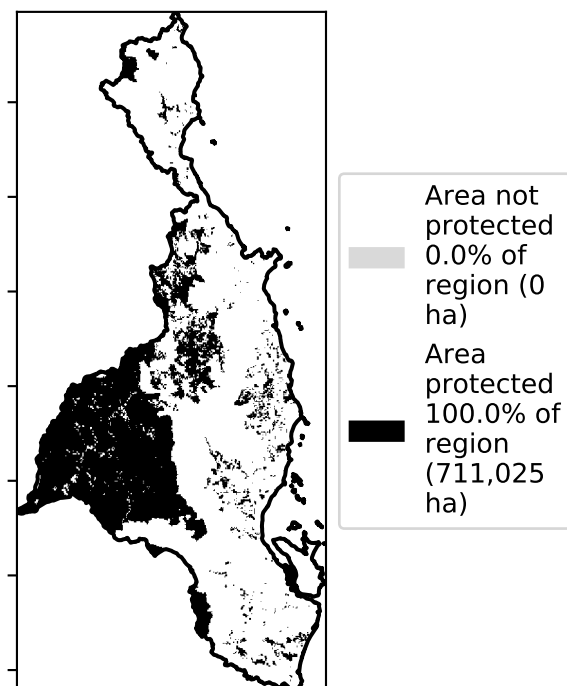 Area not
protected
0.0% of
region (0
ha)
Area
protected
100.0% of
region
(711,025
ha)